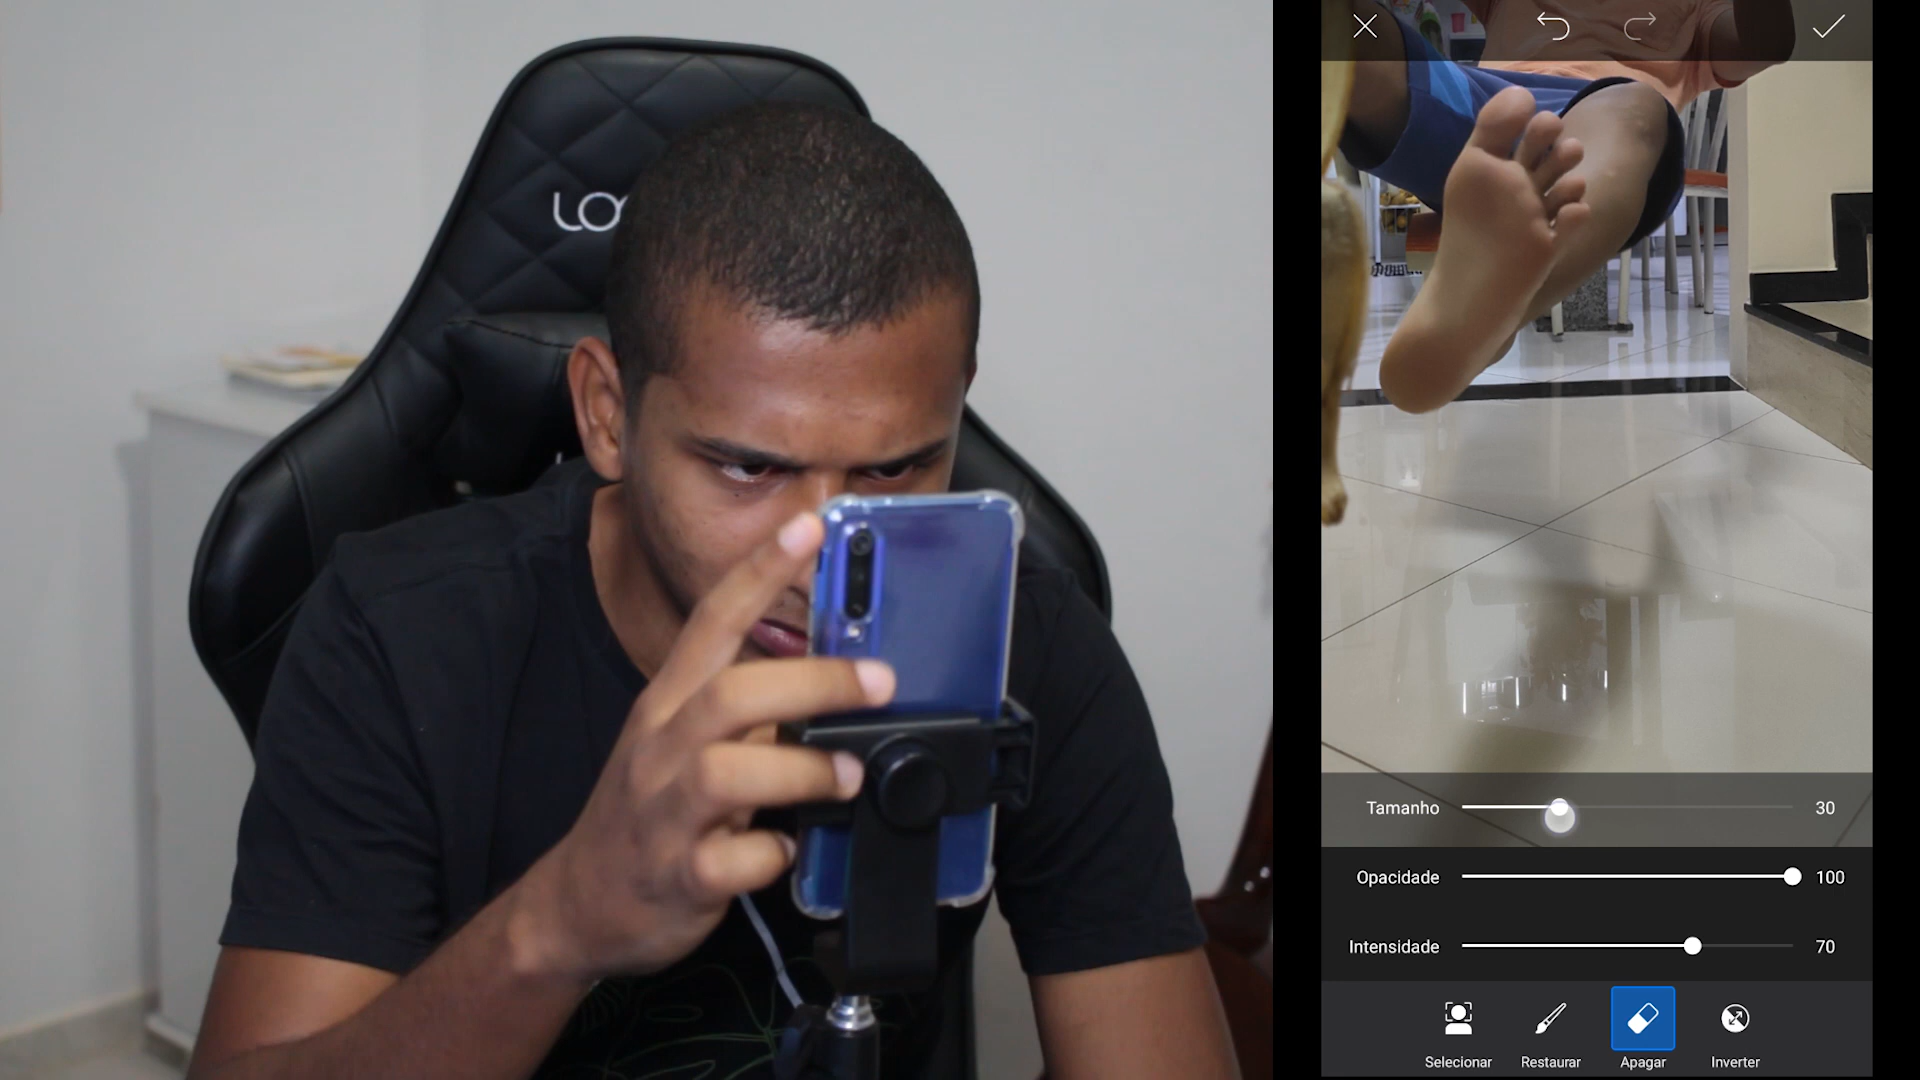 LO
Tamanho 30
Opacidade 100
Intensidade 70
Selecionar Restaurar Apagar Inverter